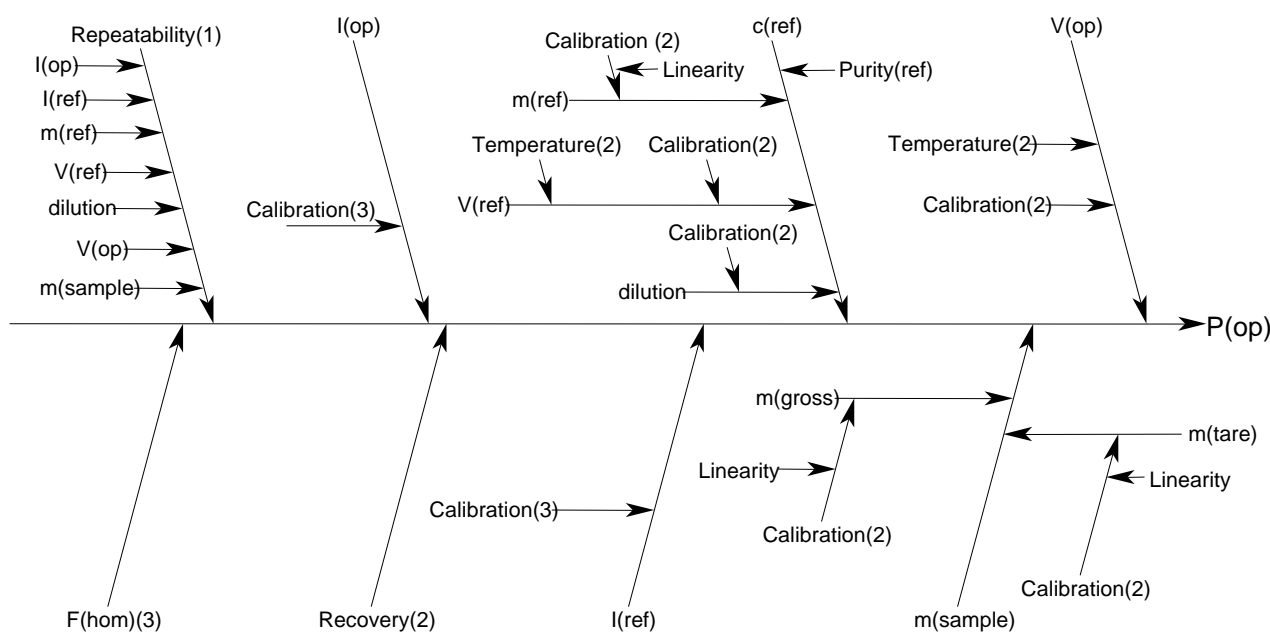 Repeatability(1)
I(op)
I(ref)
m(ref)
V(ref)
dilution
V(op)
m(sample)
I(op)
Calibration(3)
c(ref)
Calibration (2)
Linearity
Purity(ref)
m(ref)
Temperature(2)
Calibration(2)
V(ref)
Calibration(2)
dilution
V(op)
Temperature(2)
Calibration(2)
P(op)
F(hom)(3)
Recovery(2)
Calibration(3)
I(ref)
m(gross)
Linearity
Calibration(2)
m(tare)
Linearity
Calibration(2)
m(sample)